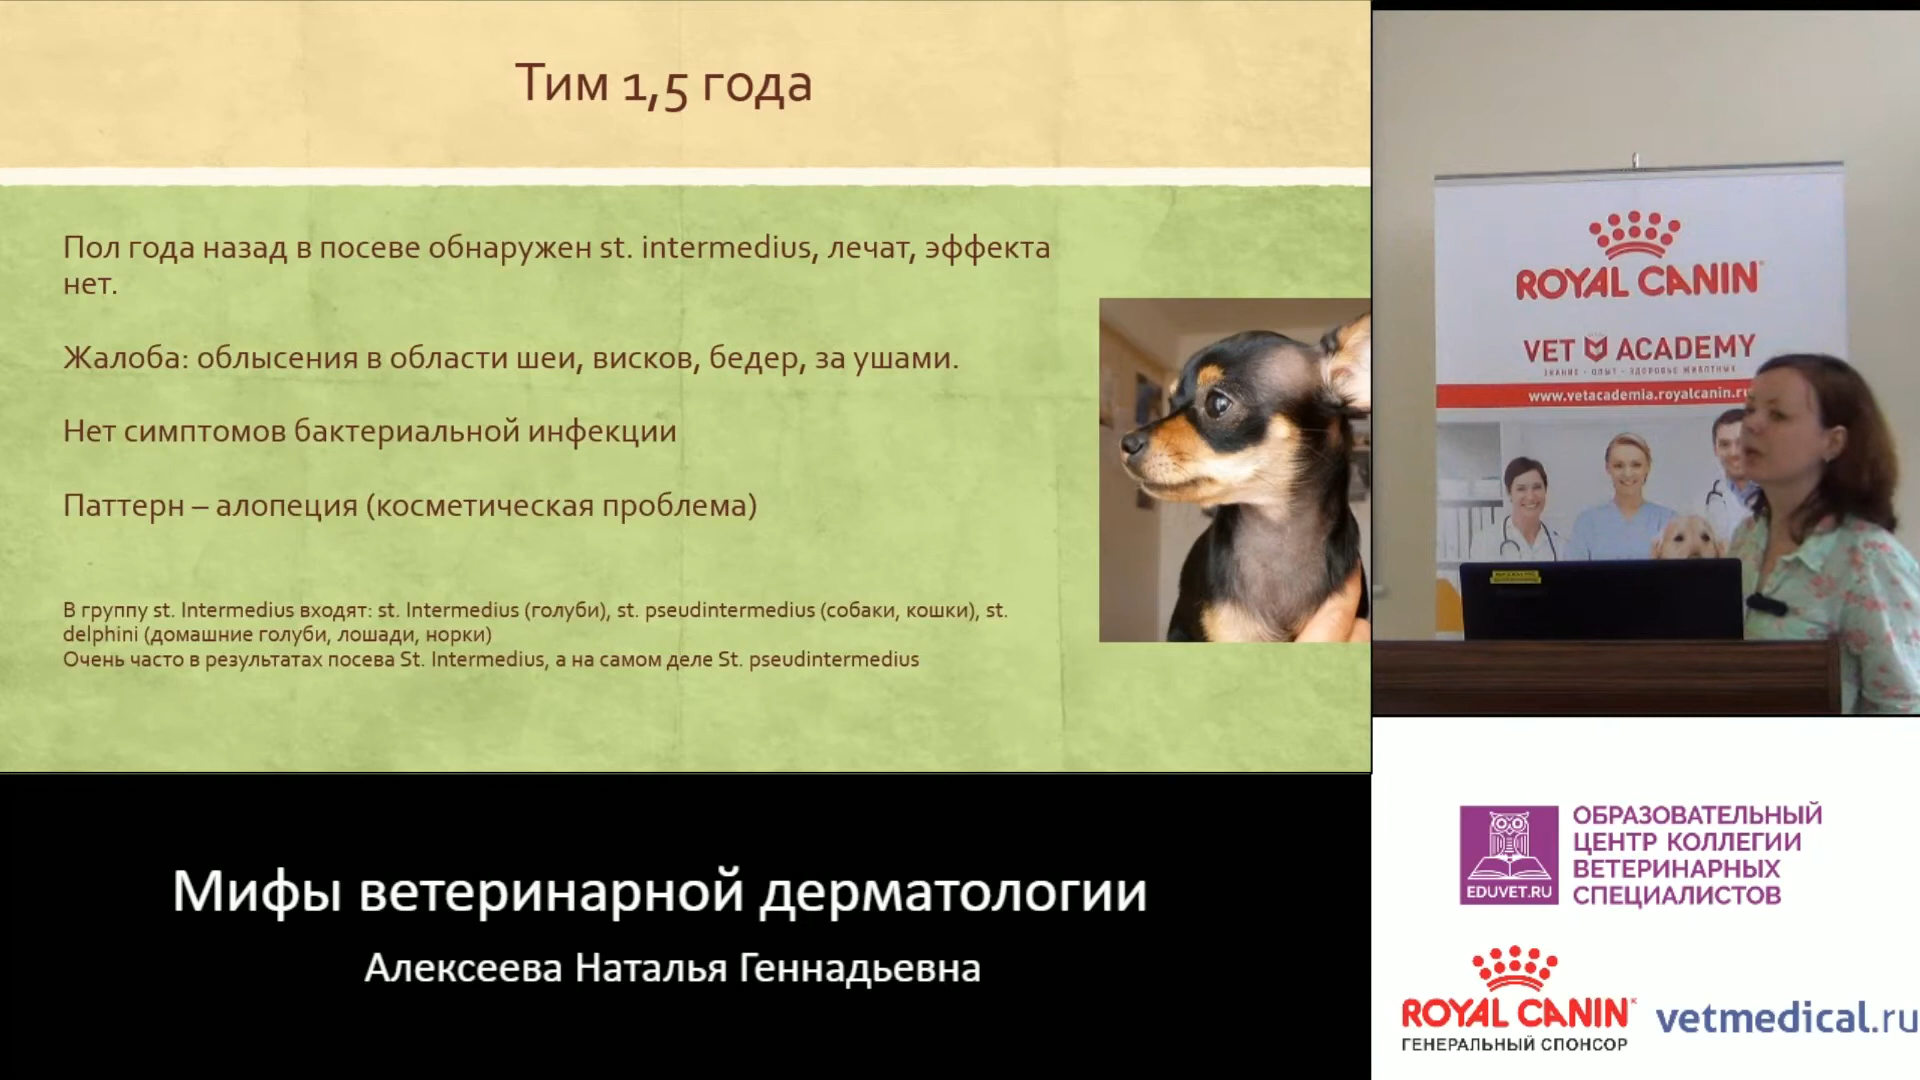 Тим 1,5 года
Пол года назад в посеве обнаружен st. intermedius, лечат, эффекта
нет.
Жалоба: облысения в области шеи, висков, бедер, за ушами.
Нет симптомов бактериальной инфекции
Паттерн – алопеция (косметическая проблема)
В группу st. Intermedius входят: st. Intermedius (голуби), st. pseudintermedius (собаки, кошки), st.
delphini (домашние голуби, лошади, норки)
Очень часто в результатах посева St. Intermedius, а на самом деле St. pseudintermedius
ROYAL CANIN
VET ACADEMY
ЗНАНИЕ · ОПЫТ · ЗДОРОВЬЕ ЖИВОТНЫХ
www.vetacademia.royalcanin.ru
Мифы ветеринарной дерматологии
Алексеева Наталья Геннадьевна
EDUVET.RU
ОБРАЗОВАТЕЛЬНЫЙ
ЦЕНТР КОЛЛЕГИИ
ВЕТЕРИНАРНЫХ
СПЕЦИАЛИСТОВ
ROYAL CANIN
ГЕНЕРАЛЬНЫЙ СПОНСОР
vetmedical.ru